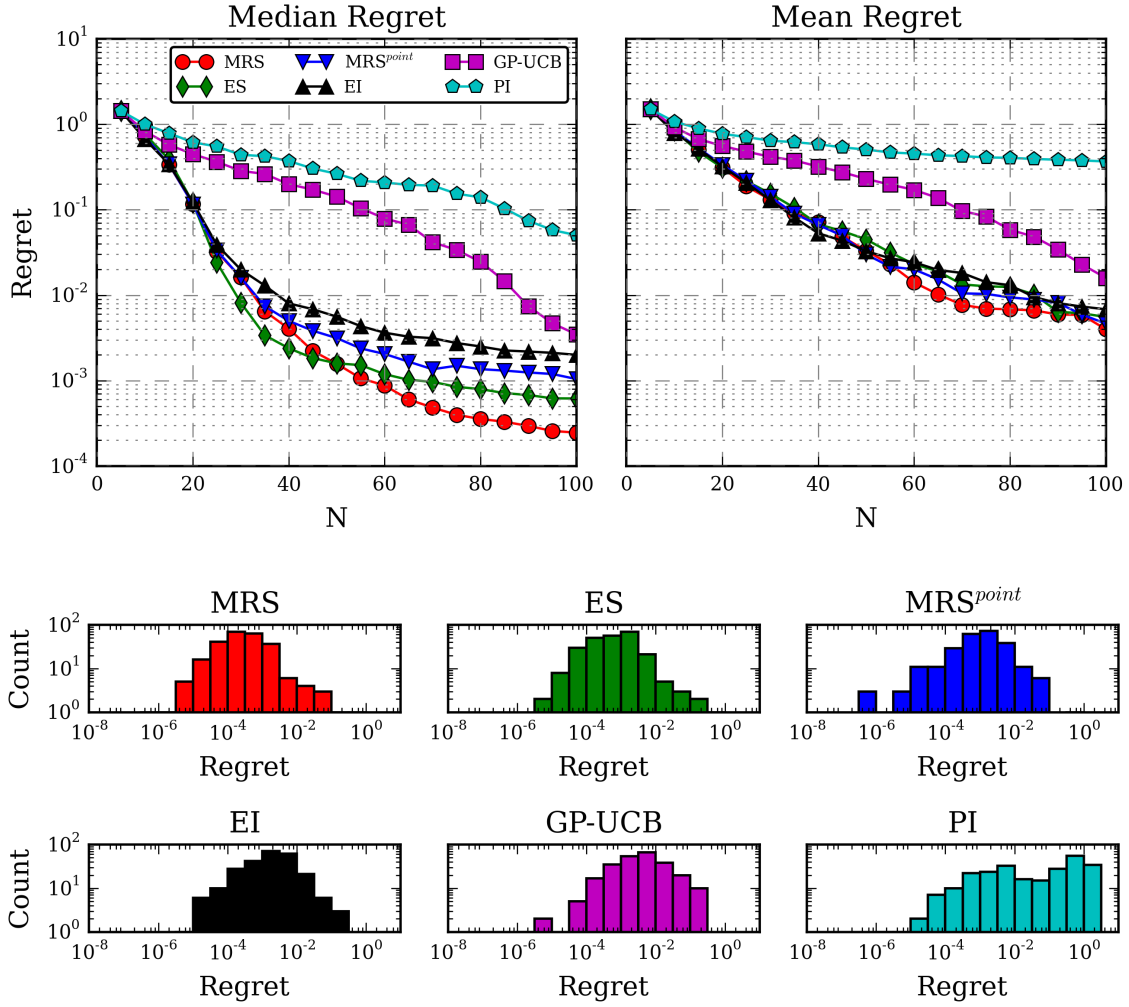 Median Regret
Mean Regret
10^1
10^0
10^-1
10^-2
10^-3
10^-4
Regret
MRS
MRS^point
GP-UCB
ES
EI
PI
0 20 40 60 80 100
0 20 40 60 80 100
N
N
MRS
ES
MRS^point
Count
10^2
10^1
10^0
10^-8 10^-6 10^-4 10^-2 10^0
10^-8 10^-6 10^-4 10^-2 10^0
10^-8 10^-6 10^-4 10^-2 10^0
Regret
Regret
Regret
EI
GP-UCB
PI
Count
10^2
10^1
10^0
10^-8 10^-6 10^-4 10^-2 10^0
10^-8 10^-6 10^-4 10^-2 10^0
10^-8 10^-6 10^-4 10^-2 10^0
Regret
Regret
Regret